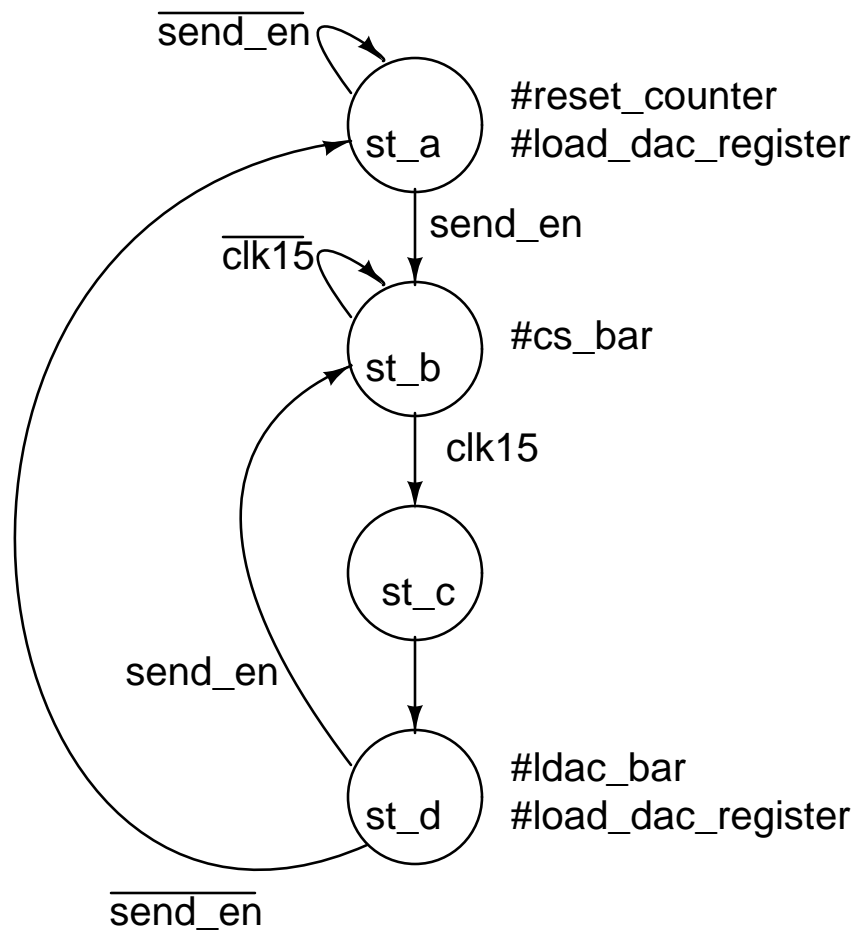 send_en
#reset_counter
st_a
#load_dac_register
send_en
clk15
#cs_bar
st_b
clk15
st_c
send_en
#ldac_bar
st_d
#load_dac_register
send_en